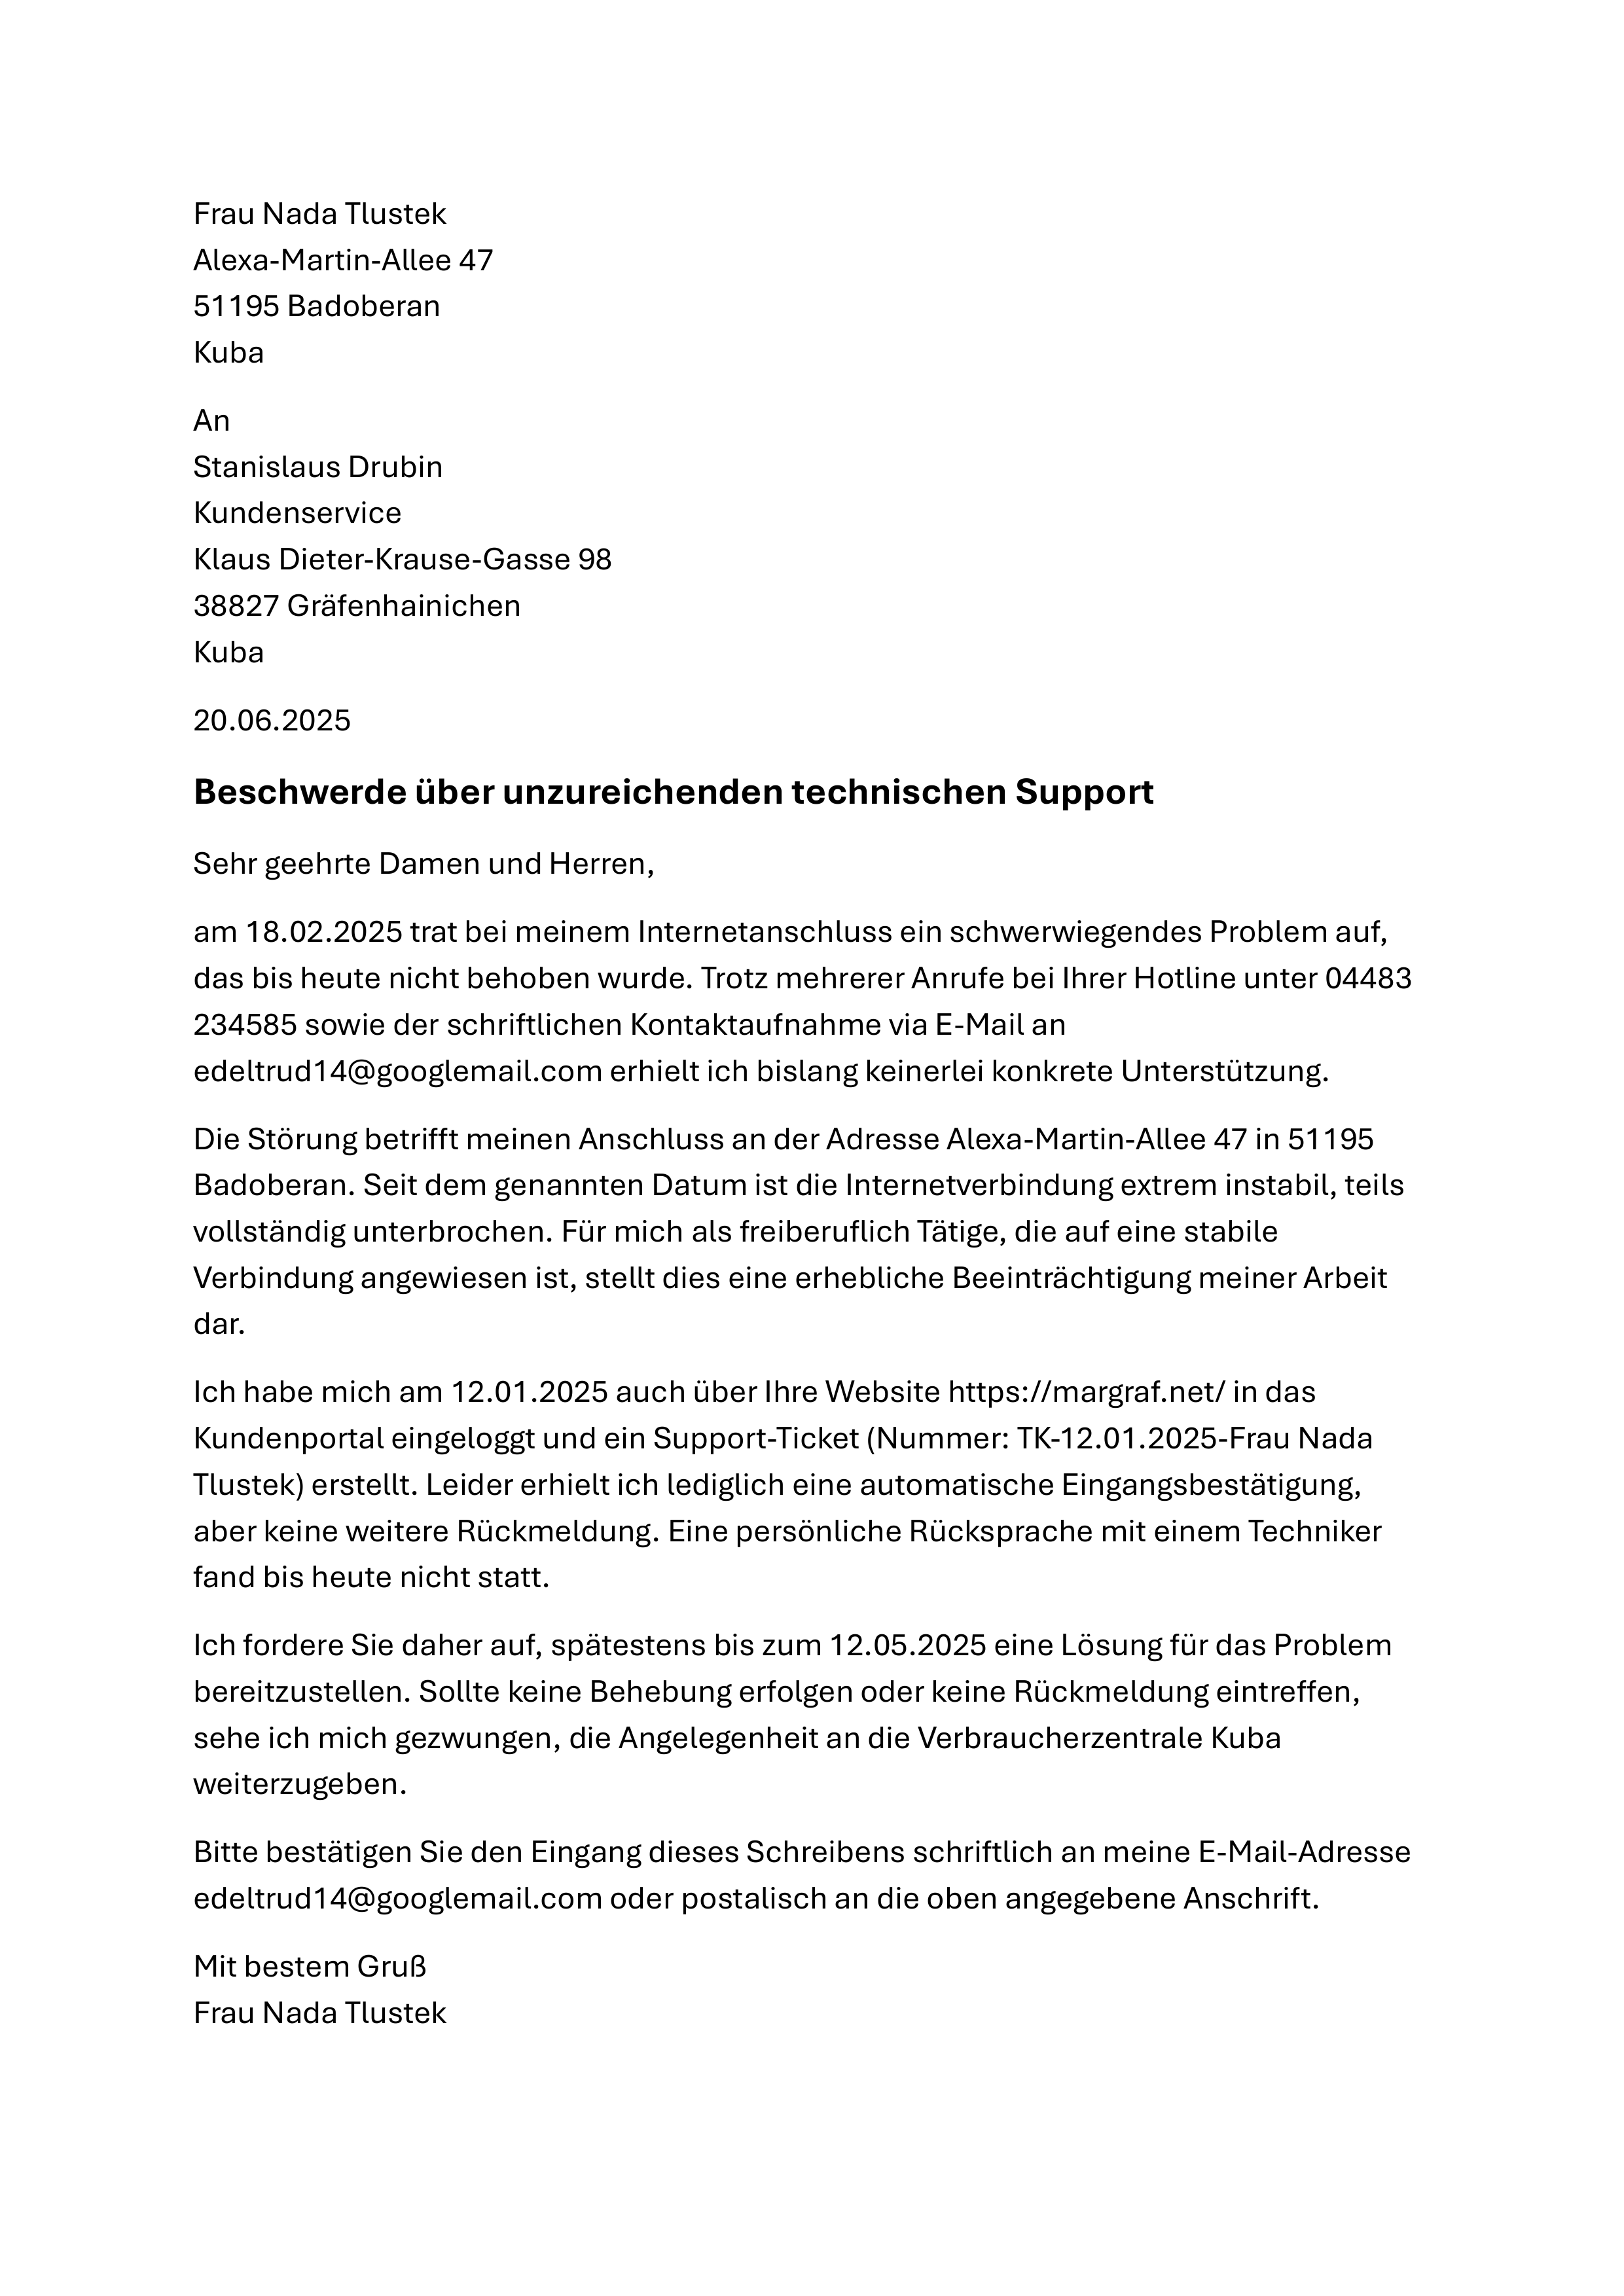 Frau Nada Tlustek
Alexa-Martin-Allee 47
51195 Badoberan
Kuba
An
Stanislaus Drubin
Kundenservice
Klaus Dieter-Krause-Gasse 98
38827 Gräfenhainichen
Kuba
20.06.2025
Beschwerde über unzureichenden technischen Support
Sehr geehrte Damen und Herren,
am 18.02.2025 trat bei meinem Internetanschluss ein schwerwiegendes Problem auf,
das bis heute nicht behoben wurde. Trotz mehrerer Anrufe bei Ihrer Hotline unter 04483
234585 sowie der schriftlichen Kontaktaufnahme via E-Mail an
edeltrud14@googlemail.com erhielt ich bislang keinerlei konkrete Unterstützung.
Die Störung betrifft meinen Anschluss an der Adresse Alexa-Martin-Allee 47 in 51195
Badoberan. Seit dem genannten Datum ist die Internetverbindung extrem instabil, teils
vollständig unterbrochen. Für mich als freiberuflich Tätige, die auf eine stabile
Verbindung angewiesen ist, stellt dies eine erhebliche Beeinträchtigung meiner Arbeit
dar.
Ich habe mich am 12.01.2025 auch über Ihre Website https://margraf.net/ in das
Kundenportal eingeloggt und ein Support-Ticket (Nummer: TK-12.01.2025-Frau Nada
Tlustek) erstellt. Leider erhielt ich lediglich eine automatische Eingangsbestätigung,
aber keine weitere Rückmeldung. Eine persönliche Rücksprache mit einem Techniker
fand bis heute nicht statt.
Ich fordere Sie daher auf, spätestens bis zum 12.05.2025 eine Lösung für das Problem
bereitzustellen. Sollte keine Behebung erfolgen oder keine Rückmeldung eintreffen,
sehe ich mich gezwungen, die Angelegenheit an die Verbraucherzentrale Kuba
weiterzugeben.
Bitte bestätigen Sie den Eingang dieses Schreibens schriftlich an meine E-Mail-Adresse
edeltrud14@googlemail.com oder postalisch an die oben angegebene Anschrift.
Mit bestem Gruß
Frau Nada Tlustek